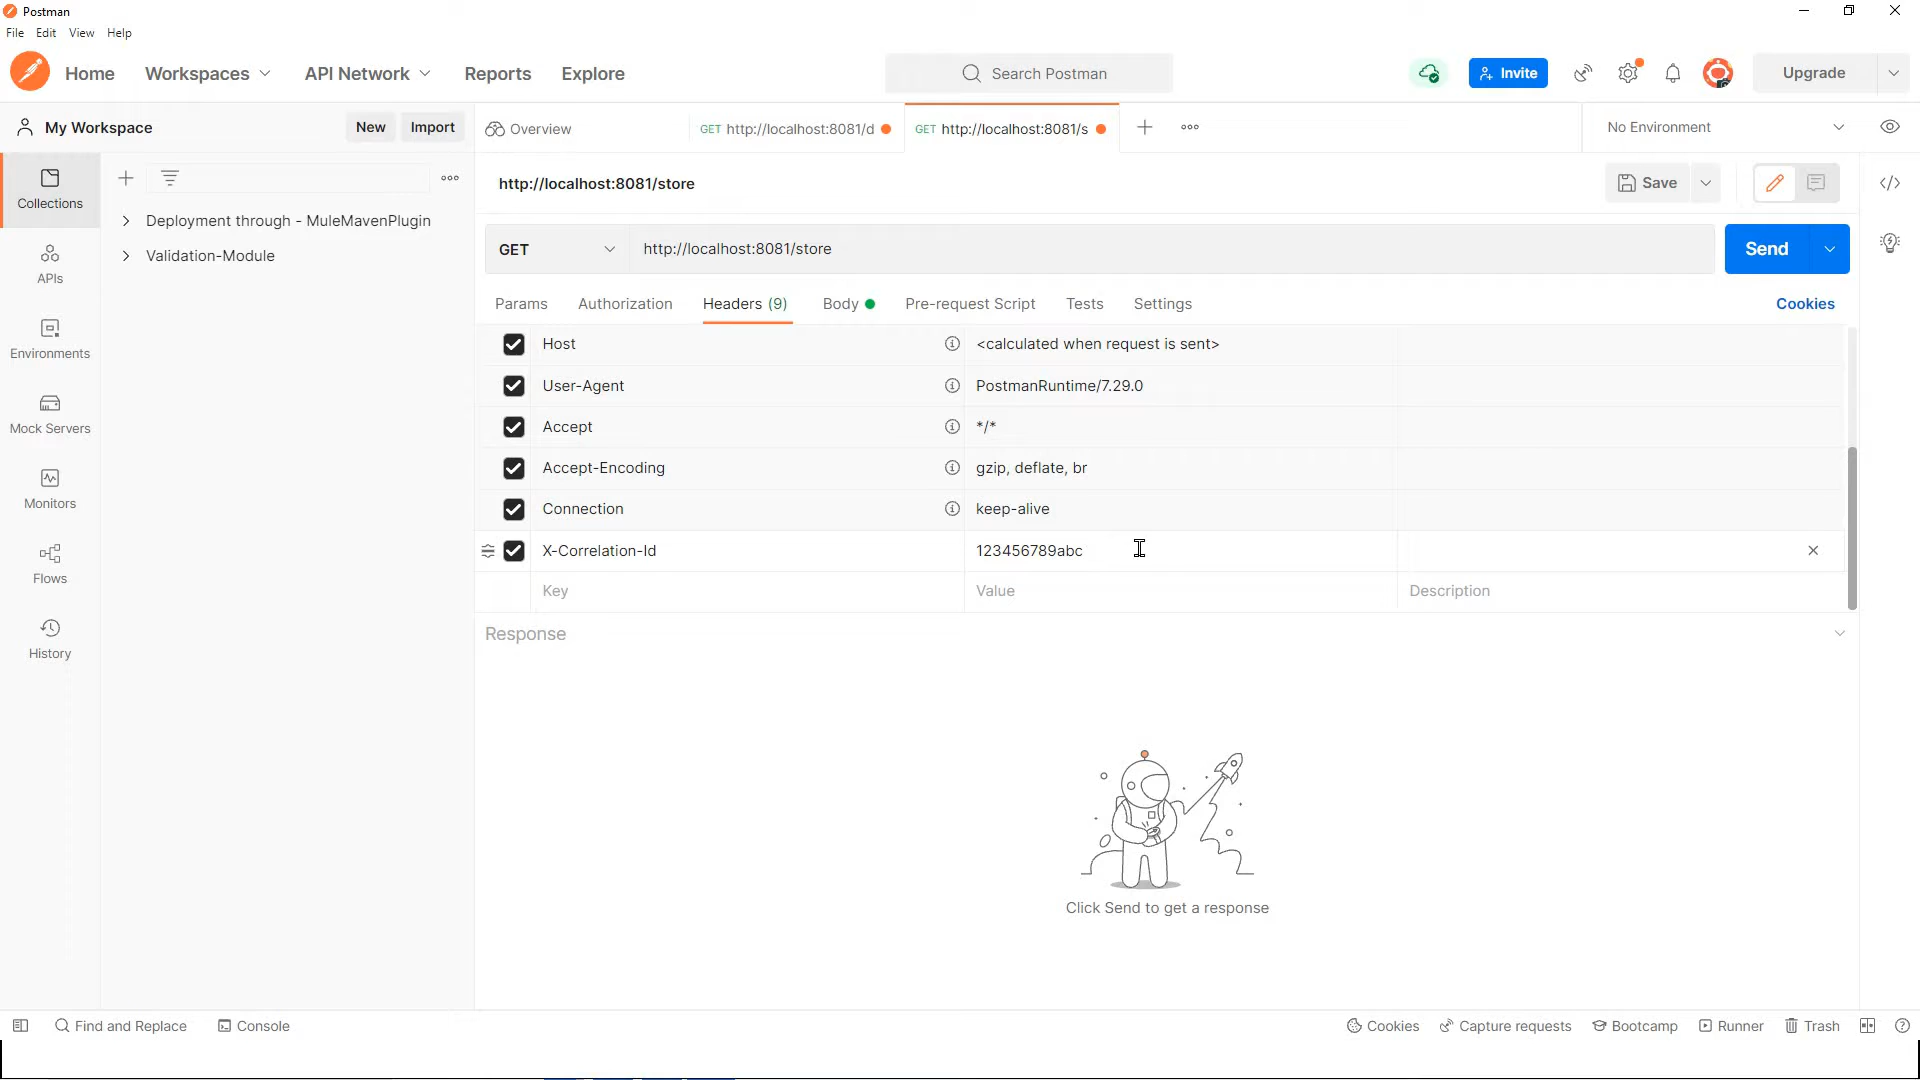 Postman
File Edit View Help
Home Workspaces API Network Reports Explore
Search Postman
Invite
Upgrade
My Workspace
New Import
Overview
GET http://localhost:8081/d
GET http://localhost:8081/s
No Environment
Collections
APIs
Environments
Mock Servers
Monitors
Flows
History
Deployment through - MuleMavenPlugin
Validation-Module
http://localhost:8081/store
Save
GET http://localhost:8081/store
Send
Params Authorization Headers (9) Body Pre-request Script Tests Settings Cookies
Host <calculated when request is sent>
User-Agent PostmanRuntime/7.29.0
Accept */*
Accept-Encoding gzip, deflate, br
Connection keep-alive
X-Correlation-Id 123456789abc
Key Value Description
Response
Click Send to get a response
Find and Replace Console
Cookies Capture requests Bootcamp Runner Trash